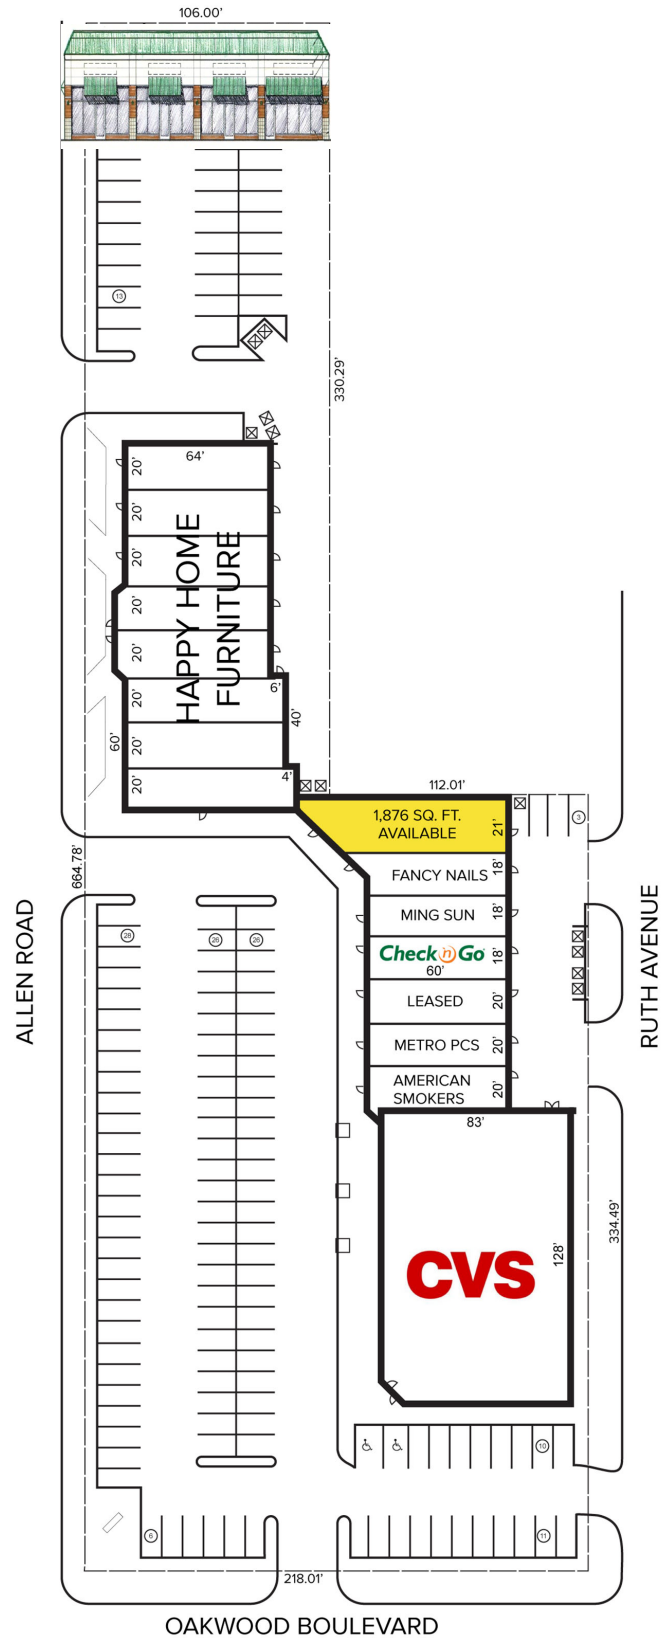 106.00'
13
330.29'
64'
20'
20'
20'
20'
20'
20'
20'
20'
HAPPY HOME
FURNITURE
6'
40'
60'
4'
112.01'
1,876 SQ. FT.
AVAILABLE
21'
3
FANCY NAILS
18'
MING SUN
18'
Check n Go
18'
60'
LEASED
20'
METRO PCS
20'
AMERICAN
SMOKERS
20'
664.78'
ALLEN ROAD
RUTH AVENUE
28
26
26
83'
128'
CVS
334.49'
10
6
11
218.01'
OAKWOOD BOULEVARD